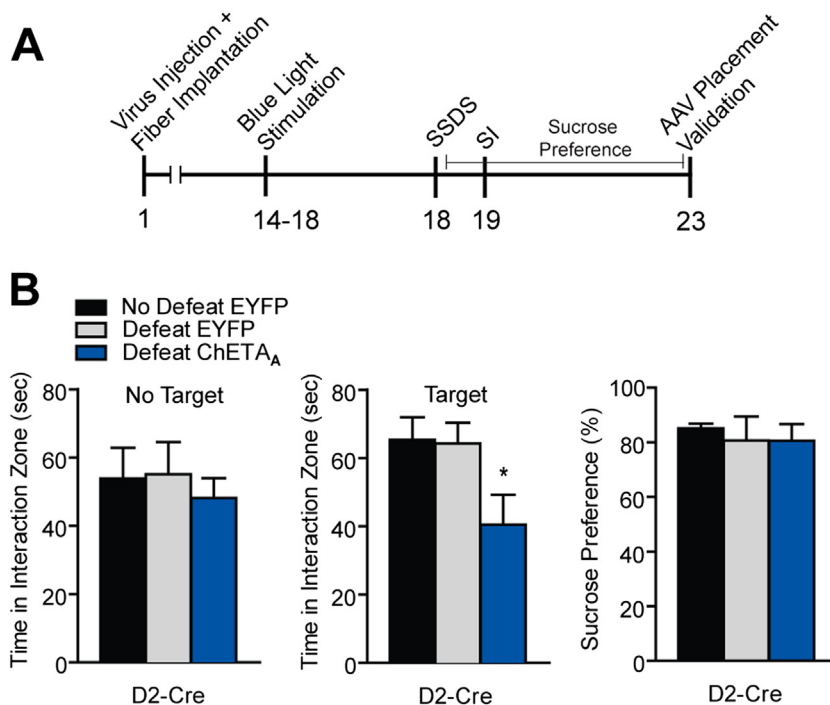 A
Virus Injection +
Fiber Implantation
Blue Light
Stimulation
SSDS
SI
Sucrose
Preference
AAV Placement
Validation
1
14-18
18
19
23
B
No Defeat EYFP
Defeat EYFP
Defeat ChETAA
No Target
Time in Interaction Zone (sec)
80
60
40
20
0
D2-Cre
Target
Time in Interaction Zone (sec)
80
60
40
20
0
*
D2-Cre
Sucrose Preference (%)
100
80
60
40
20
0
D2-Cre